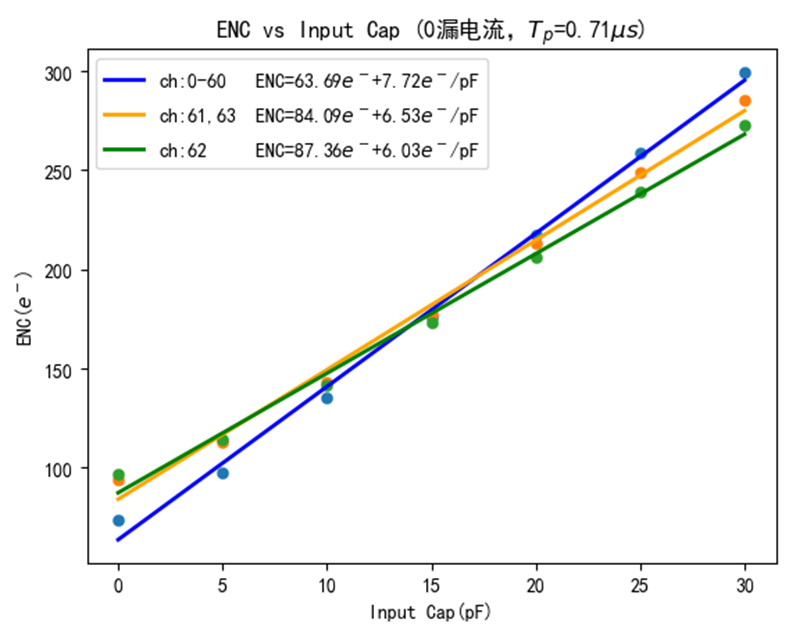 ENC vs Input Cap (0漏电流, Tₚ=0.71μs)
ch:0-60 ENC=63.69e⁻+7.72e⁻/pF
ch:61,63 ENC=84.09e⁻+6.53e⁻/pF
ch:62 ENC=87.36e⁻+6.03e⁻/pF
300
250
200
150
100
ENC(e⁻)
0 5 10 15 20 25 30
Input Cap(pF)